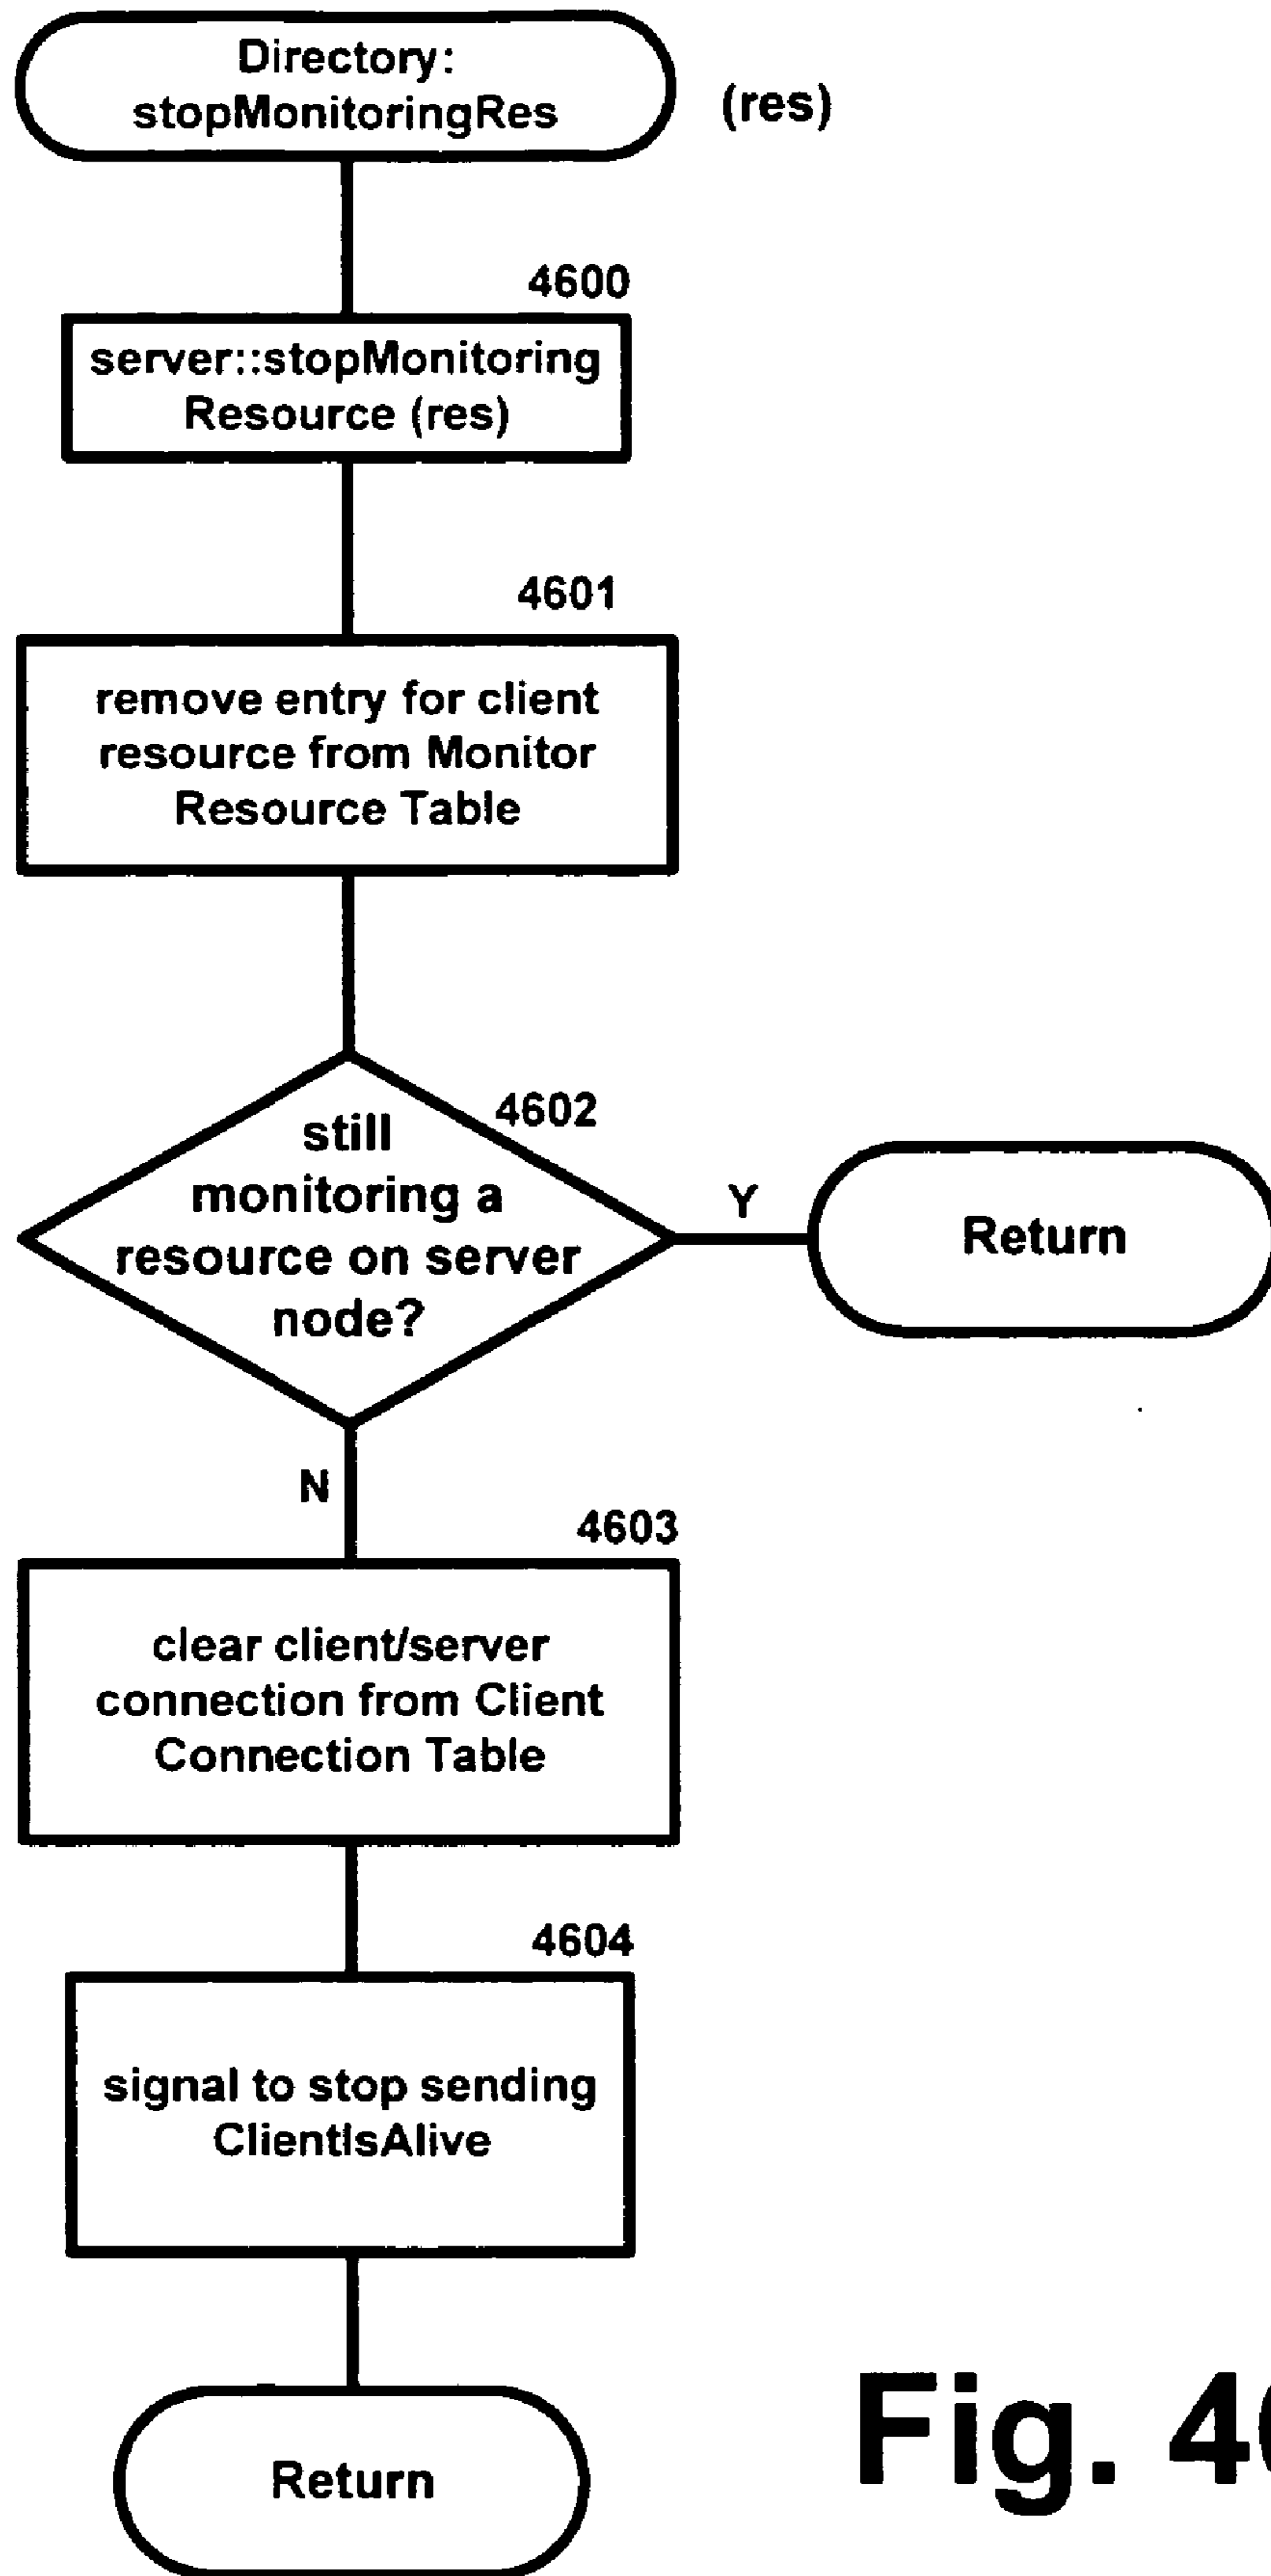 Directory:
stopMonitoringRes
(res)
4600
server::stopMonitoring
Resource (res)
4601
remove entry for client
resource from Monitor
Resource Table
4602
still
monitoring a
resource on server
node?
Y
Return
N
4603
clear client/server
connection from Client
Connection Table
4604
signal to stop sending
ClientIsAlive
Return
Fig.